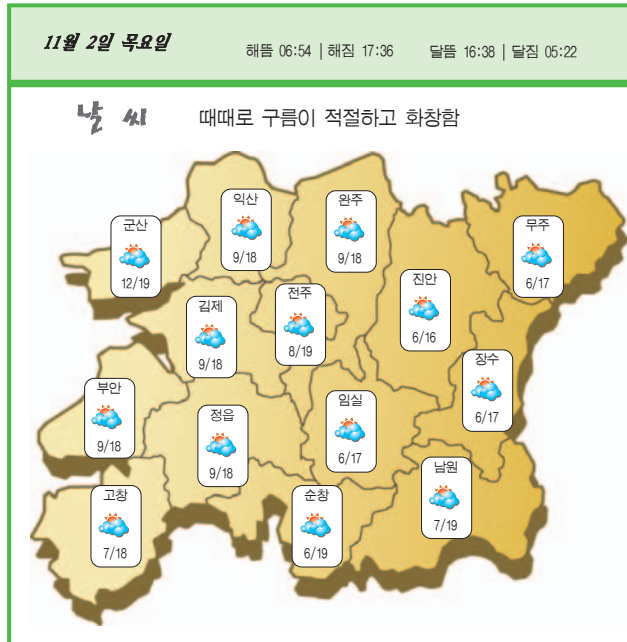 11월 2일 목요일
해뜸 06:54 | 해짐 17:36 달뜸 16:38 | 달짐 05:22
날씨 때때로 구름이 적절하고 화창함
익산
9/18
완주
9/18
군산
12/19
무주
6/17
진안
6/16
전주
8/19
김제
9/18
장수
6/17
부안
9/18
정읍
9/18
임실
6/17
남원
7/19
고창
7/18
순창
6/19